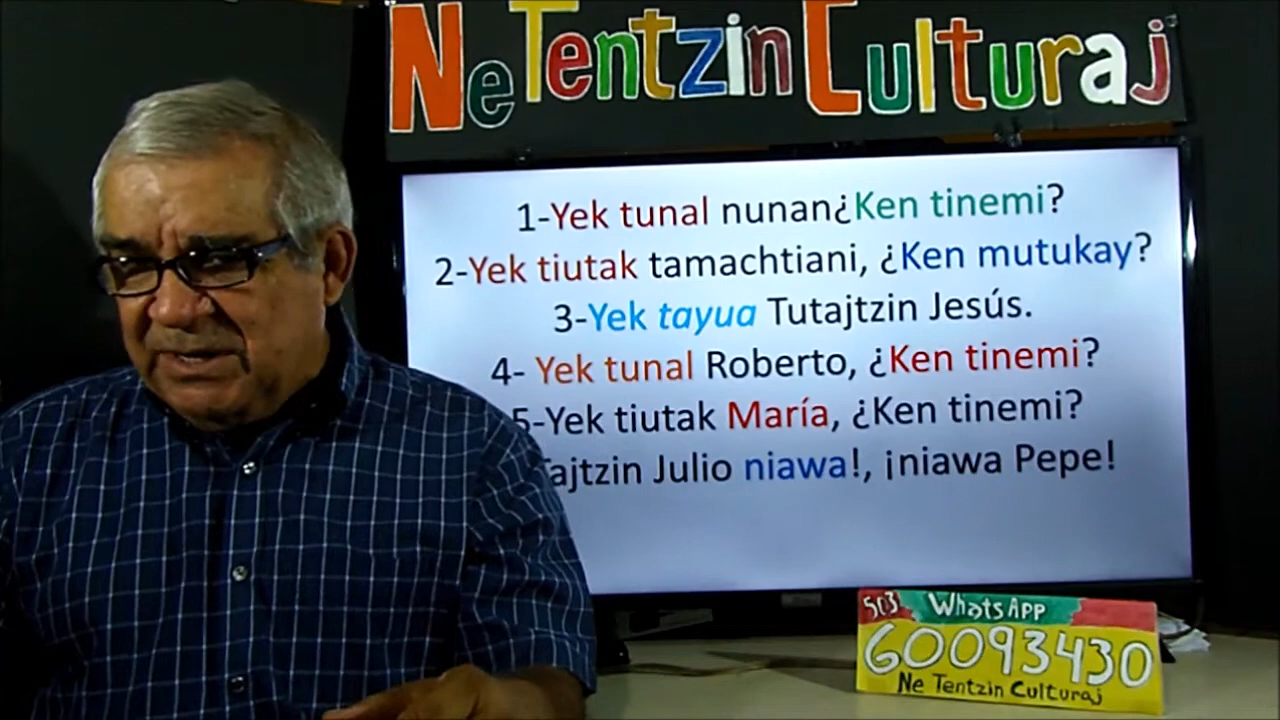 Ne Tentzin Culturaj
1-Yek tunal nunan¿Ken tinemi?
2-Yek tiutak tamachtiani, ¿Ken mutukay?
3-Yek tayua Tutajtzin Jesús.
4- Yek tunal Roberto, ¿Ken tinemi?
5-Yek tiutak María, ¿Ken tinemi?
ajtzin Julio niawa!, ¡niawa Pepe!
503 WhatsApp
60093430
Ne Tentzin Culturaj